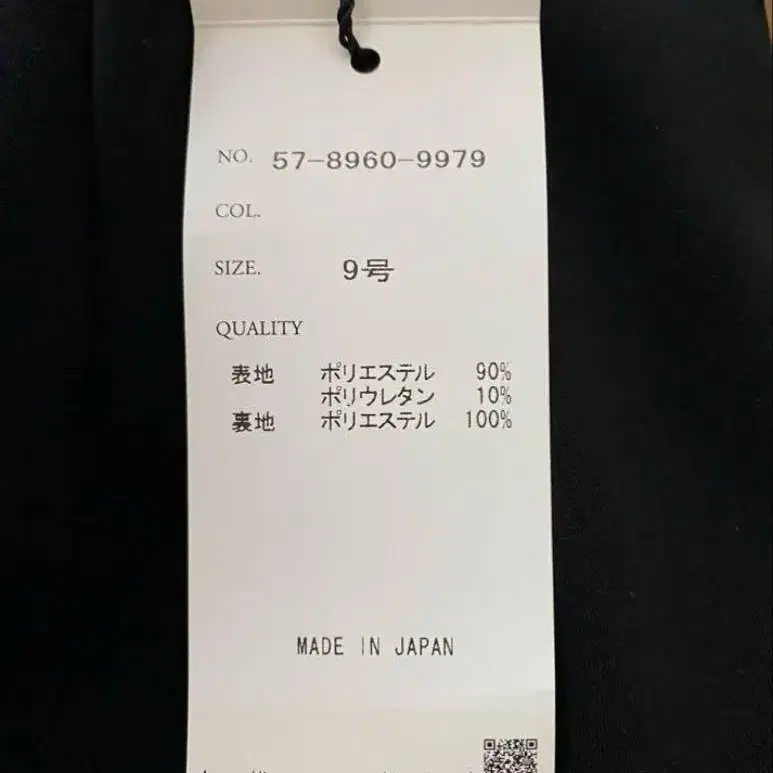 NO. 57-8960-9979
COL.
SIZE. 9号
QUALITY
表地 ポリエステル 90%
ポリウレタン 10%
裏地 ポリエステル 100%
MADE IN JAPAN